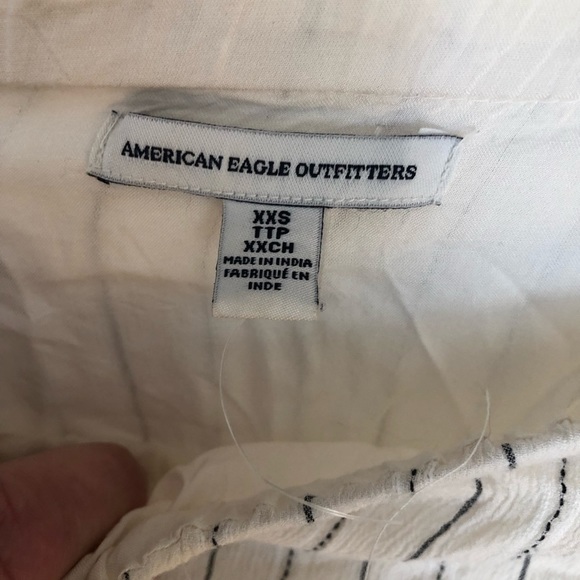 AMERICAN EAGLE OUTFITTERS
XXS
TTP
XXCH
MADE IN INDIA
FABRIQUÉ EN
INDE